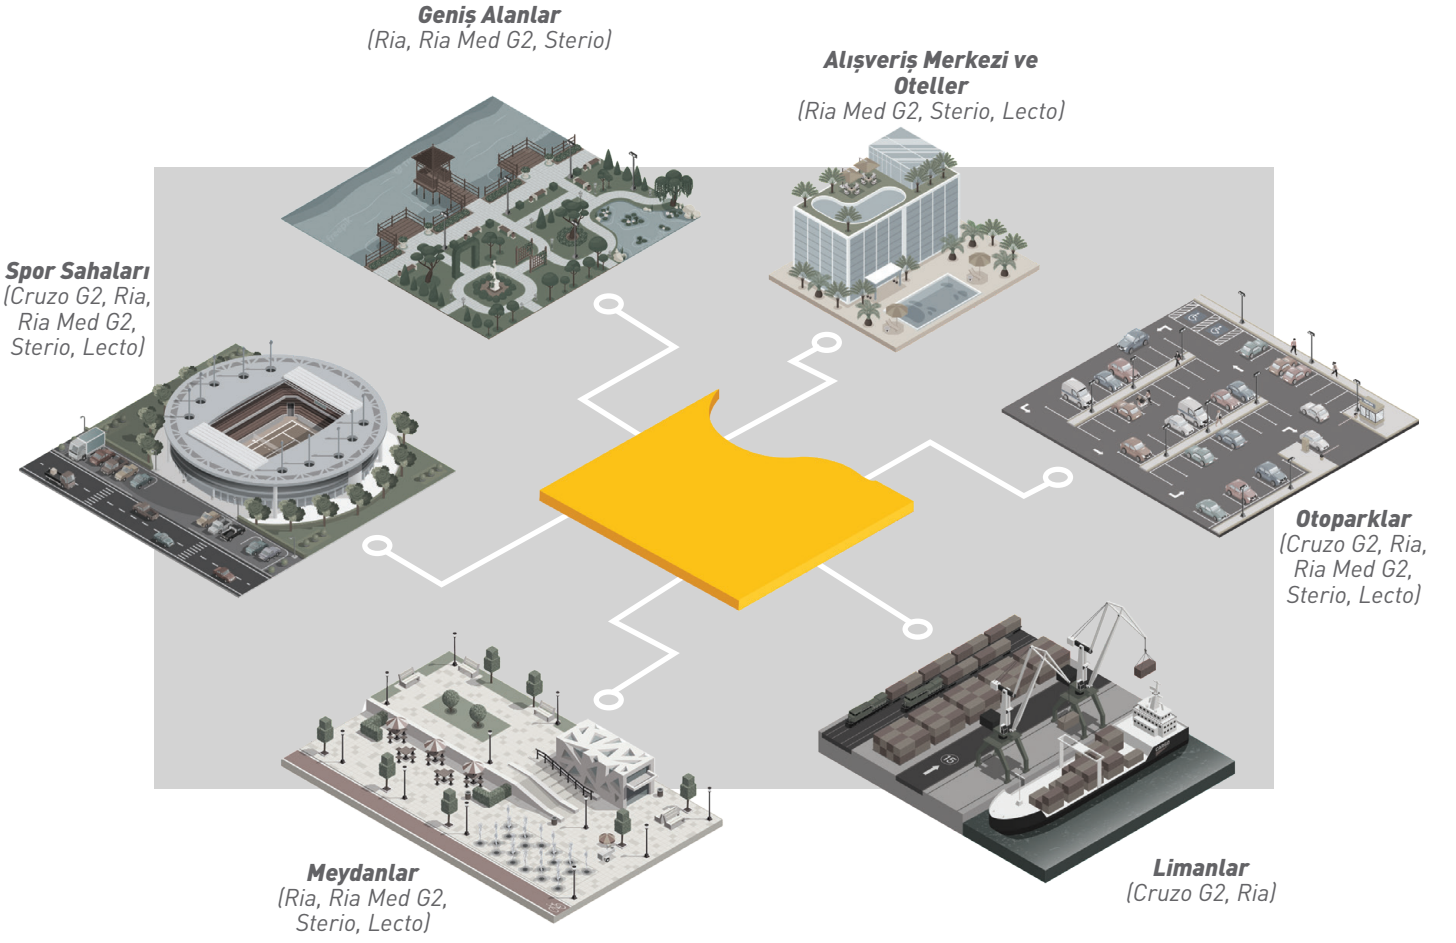 Geniş Alanlar
(Ria, Ria Med G2, Sterio)
Alışveriş Merkezi ve
Oteller
(Ria Med G2, Sterio, Lecto)
Spor Sahaları
(Cruzo G2, Ria,
Ria Med G2,
Sterio, Lecto)
Otoparklar
(Cruzo G2, Ria,
Ria Med G2,
Sterio, Lecto)
Meydanlar
(Ria, Ria Med G2,
Sterio, Lecto)
Limanlar
(Cruzo G2, Ria)